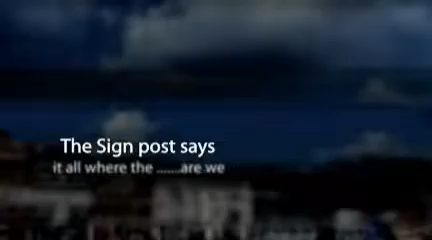 The Sign post says
it all where the ......are we